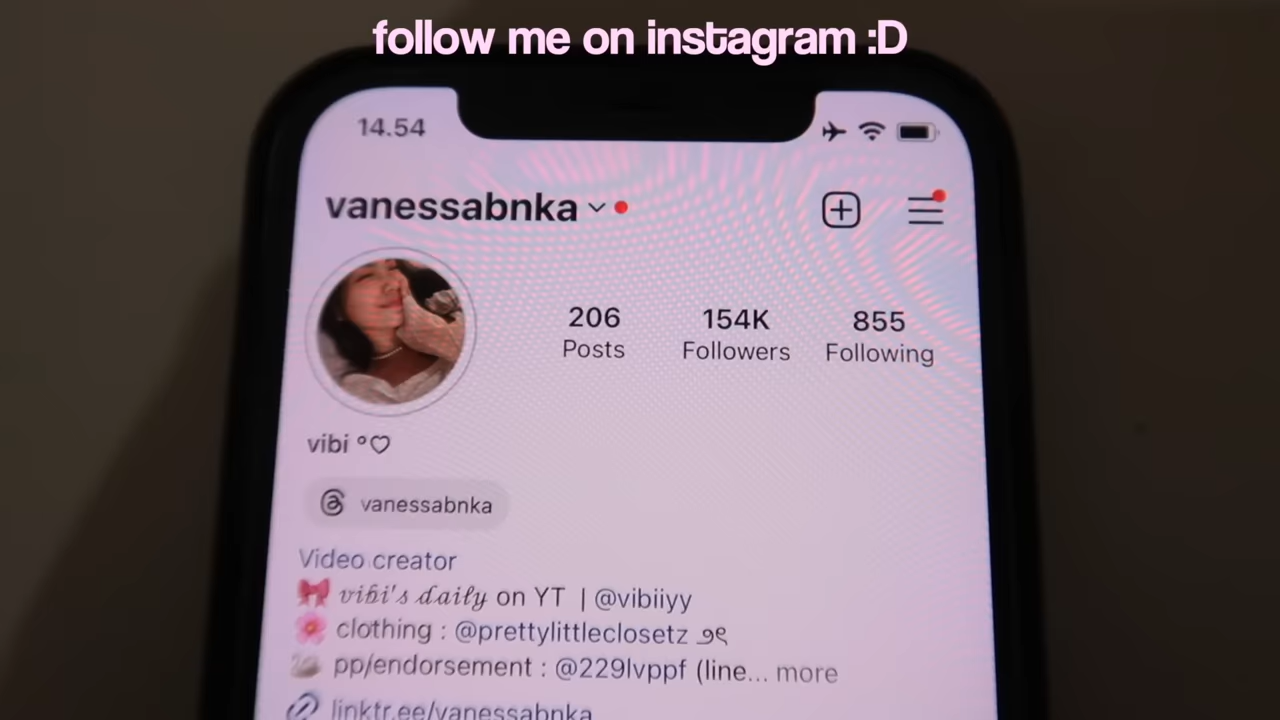 follow me on instagram :D
14.54
vanessabnka
206 154K 855
Posts Followers Following
vibi °♡
vanessabnka
Video creator
🎀 𝓿𝓲𝓫𝓲'𝓼 𝓭𝓪𝓲𝓵𝔂 on YT | @vibiiyy
🌸 clothing : @prettylittleclosetz ୨୧
🦢 pp/endorsement : @229lvppf (line... more
linktr.ee/vanessabnka